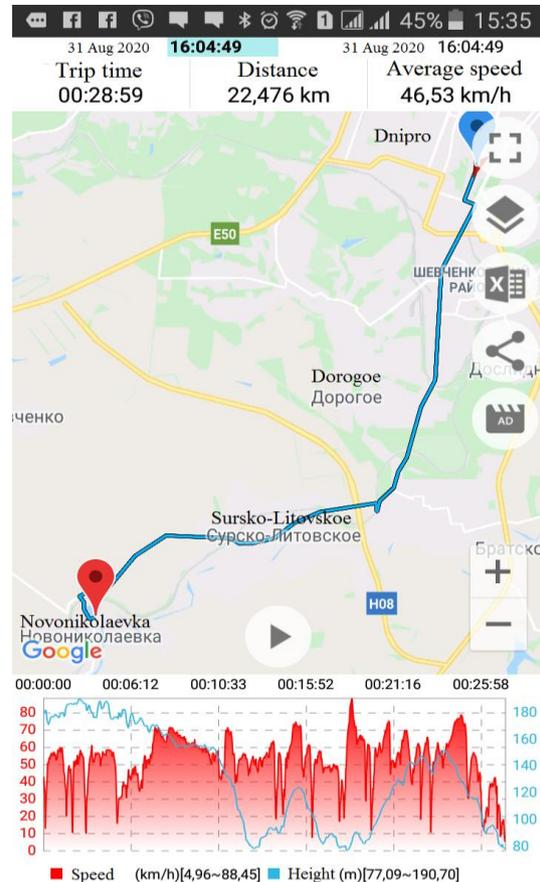 45% 15:35
31 Aug 2020 16:04:49 31 Aug 2020 16:04:49
Trip time Distance Average speed
00:28:59 22,476 km 46,53 km/h
Dnipro
E50
ШЕВЧЕНК
РАЙ
Dorogoe
Дорогое
AD
вченко
Sursko-Litovskoe
Сурско-Литовское
Братско
H08
Novonikolaevka
Новониколаевка
Google
00:00:00 00:06:12 00:10:33 00:15:52 00:21:16 00:25:58
80 180
70
60 160
50 140
40
30 120
20 100
10
0 80
Speed (km/h)[4,96~88,45] Height (m)[77,09~190,70]